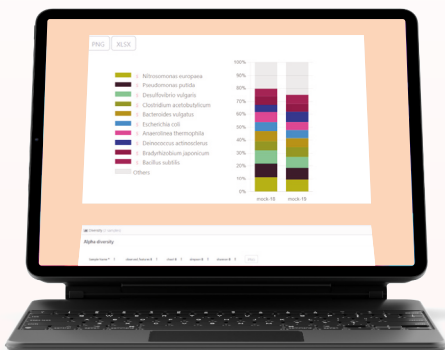 PNG XLSX
100%
90%
80%
70%
60%
50%
40%
30%
20%
10%
0%
Nitrosomonas europaea
Pseudomonas putida
Desulfovibrio vulgaris
Clostridium acetobutylicum
Bacteroides vulgatus
Escherichia coli
Anaerolinea thermophila
Deinococcus actinosclerus
Bradyrhizobium japonicum
Bacillus subtilis
Others
mock-16 mock-18
Alpha diversity